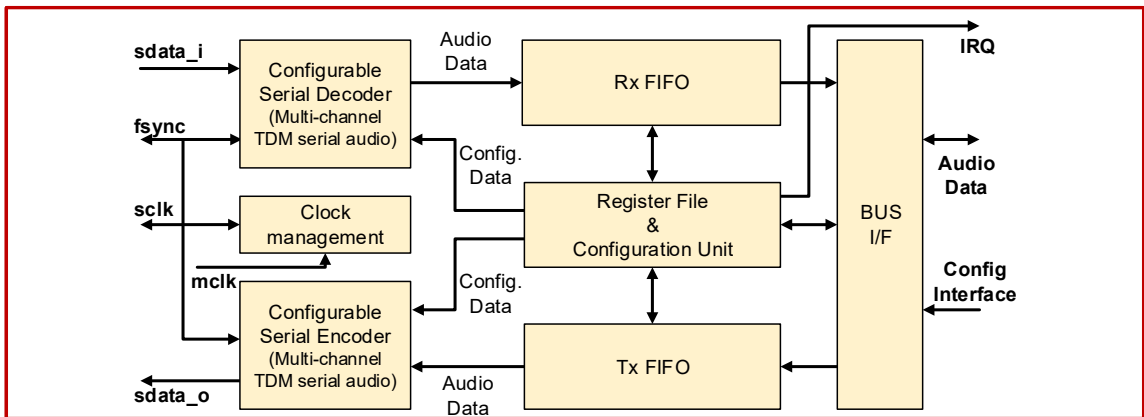 sdata_i
Configurable
Serial Decoder
(Multi-channel
TDM serial audio)
Audio
Data
Rx FIFO
IRQ
fsync
Config.
Data
Audio
Data
sclk
Clock
management
Register File
&
Configuration Unit
BUS
I/F
mclk
Config.
Data
Config
Interface
Configurable
Serial Encoder
(Multi-channel
TDM serial audio)
Tx FIFO
sdata_o
Audio
Data